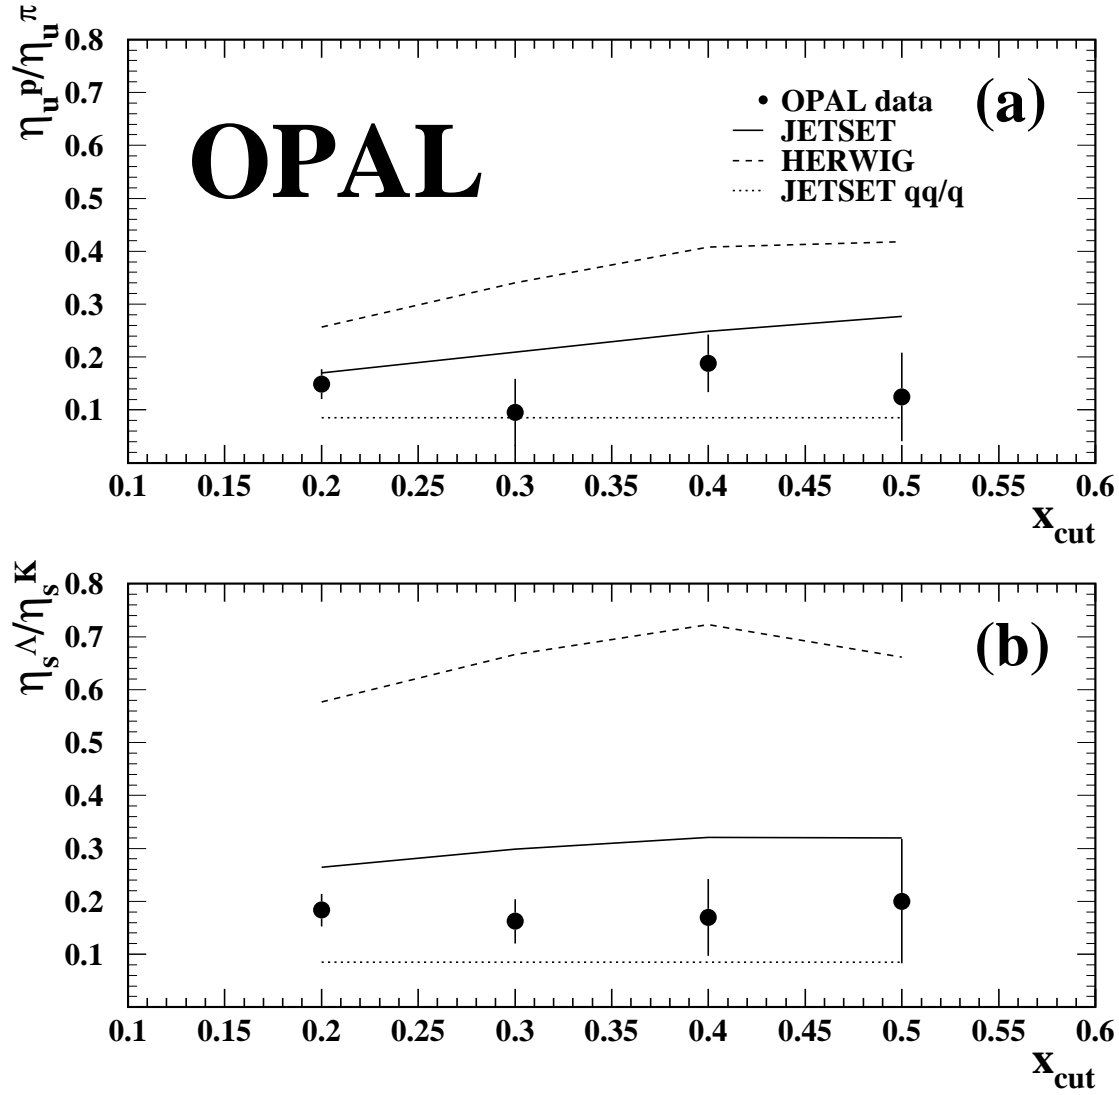 η_u^p/η_u^π
0.8
0.7
0.6
0.5
0.4
0.3
0.2
0.1
OPAL
(a)
OPAL data
JETSET
HERWIG
JETSET qq/q
0.1 0.15 0.2 0.25 0.3 0.35 0.4 0.45 0.5 0.55 0.6
x_cut
η_s^Λ/η_s^K
0.8
0.7
0.6
0.5
0.4
0.3
0.2
0.1
(b)
0.1 0.15 0.2 0.25 0.3 0.35 0.4 0.45 0.5 0.55 0.6
x_cut